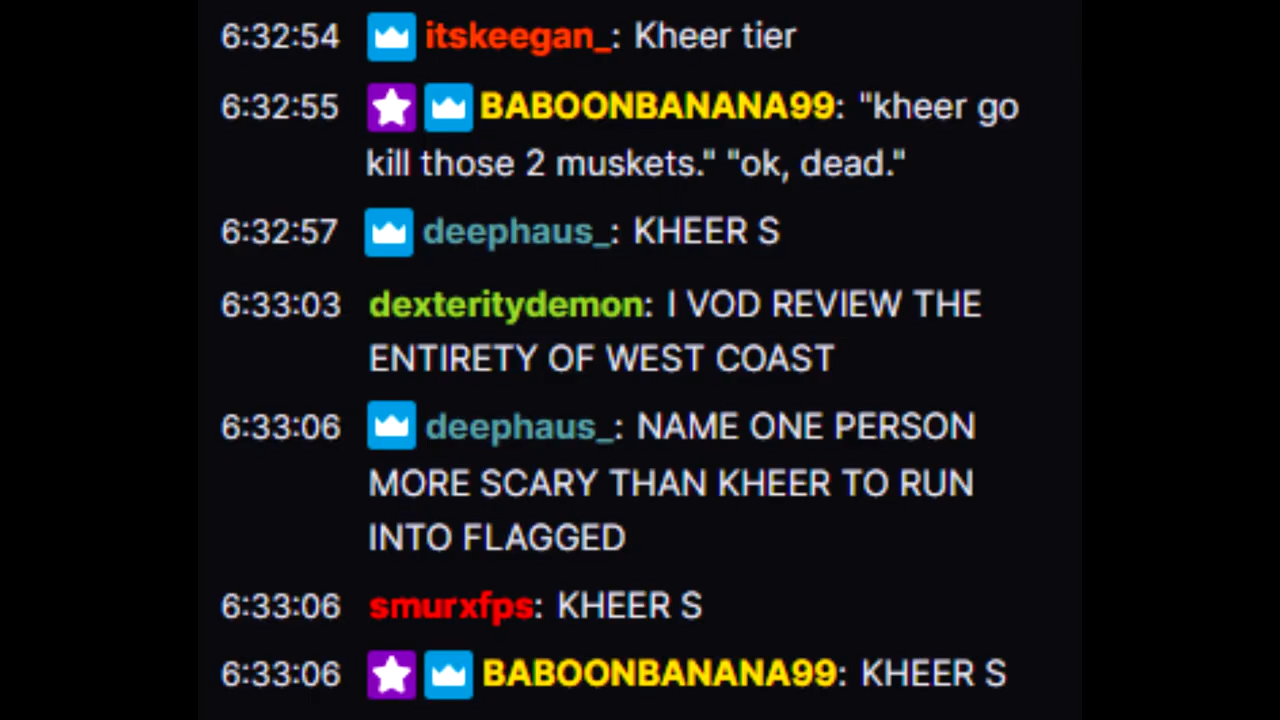 6:32:54 itskeegan_: Kheer tier
6:32:55 BABOONBANANA99: "kheer go
kill those 2 muskets." "ok, dead."
6:32:57 deephaus_: KHEER S
6:33:03 dexteritydemon: I VOD REVIEW THE
ENTIRETY OF WEST COAST
6:33:06 deephaus_: NAME ONE PERSON
MORE SCARY THAN KHEER TO RUN
INTO FLAGGED
6:33:06 smurxfps: KHEER S
6:33:06 BABOONBANANA99: KHEER S